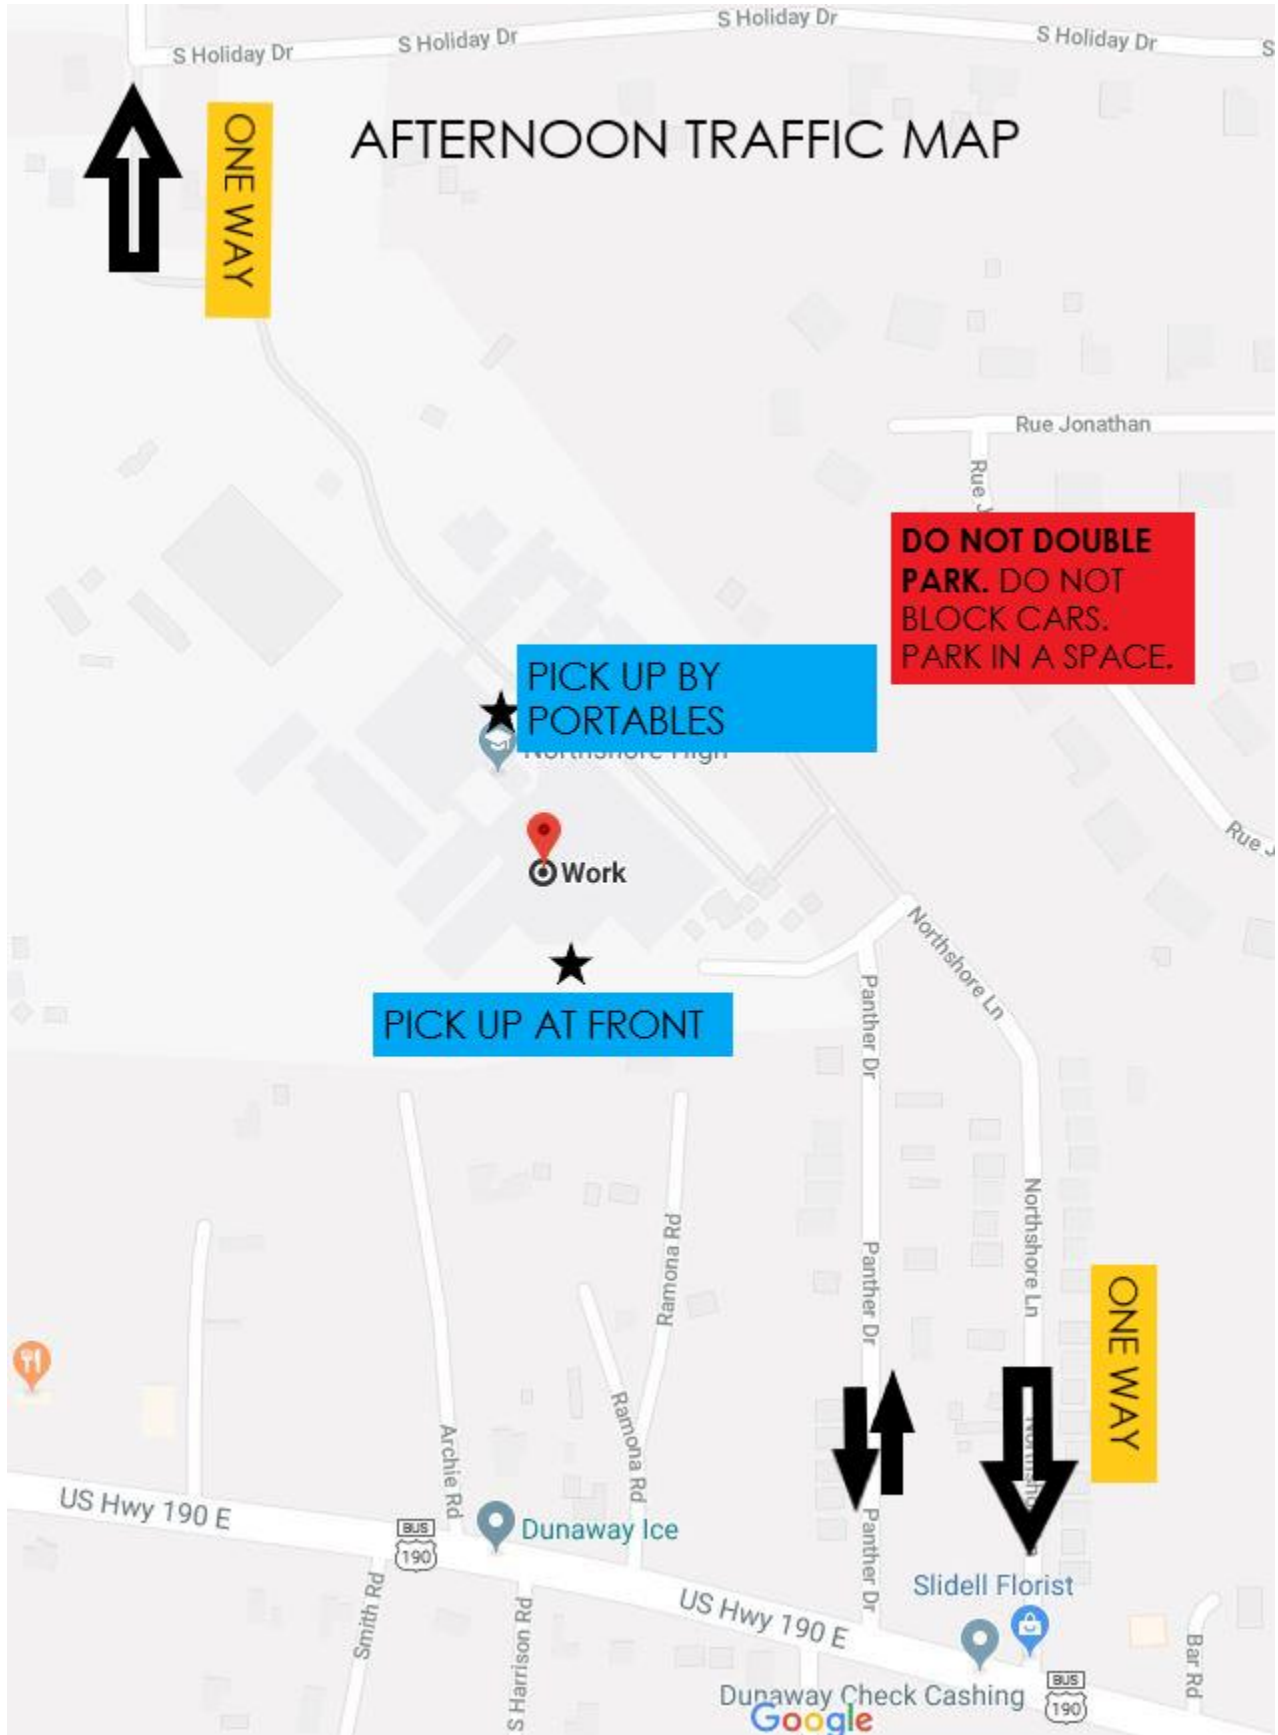 S Holiday Dr
S Holiday Dr
S Holiday Dr
S Holiday Dr
S
ONE WAY
AFTERNOON TRAFFIC MAP
Rue Jonathan
Rue J
DO NOT DOUBLE
PARK. DO NOT
BLOCK CARS.
PARK IN A SPACE.
PICK UP BY
PORTABLES
Northshore High
Rue J
Work
Northshore Ln
PICK UP AT FRONT
Panther Dr
Northshore Ln
Ramona Rd
Panther Dr
ONE WAY
Ramona Rd
Archie Rd
US Hwy 190 E
BUS
190
Dunaway Ice
Panther Dr
Slidell Florist
Smith Rd
S Harrison Rd
US Hwy 190 E
Bar Rd
Dunaway Check Cashing
BUS
190
Google